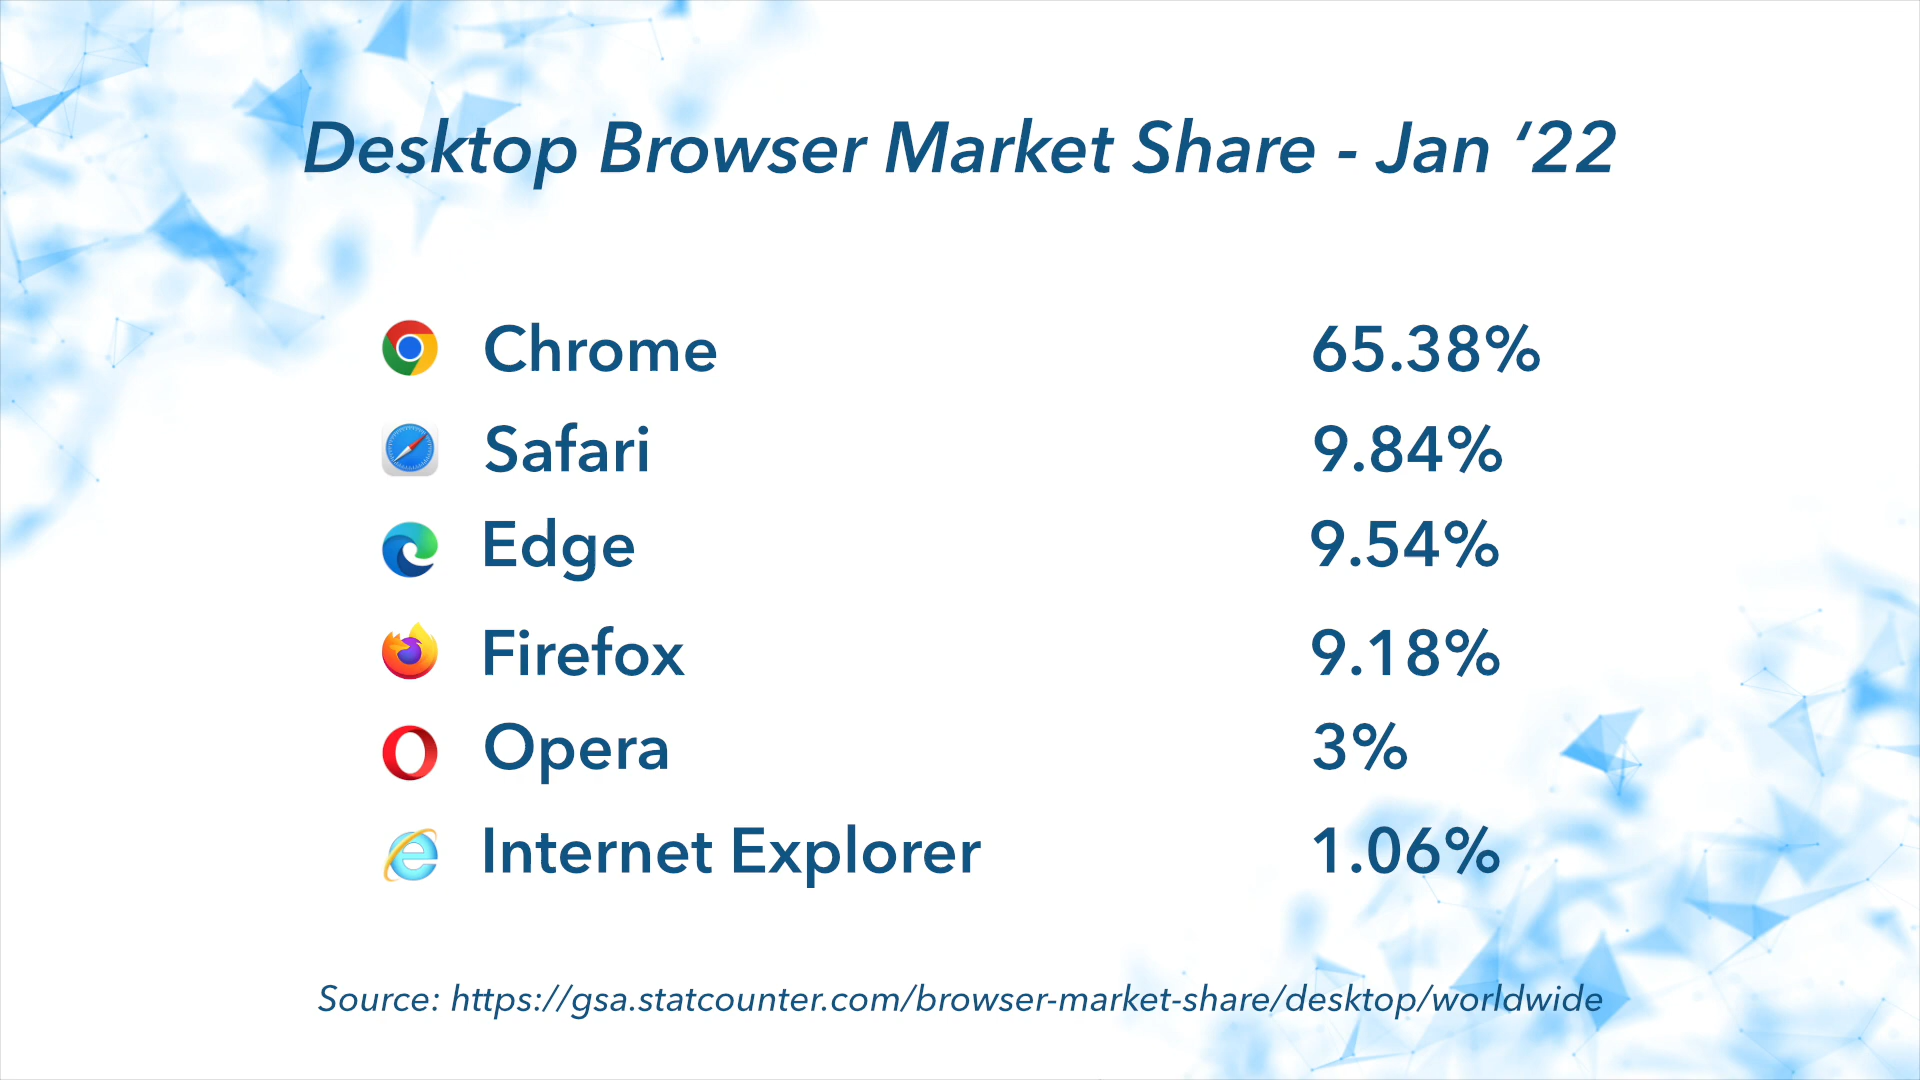 Desktop Browser Market Share - Jan ‘22
Chrome 65.38%
Safari 9.84%
Edge 9.54%
Firefox 9.18%
Opera 3%
Internet Explorer 1.06%
Source: https://gsa.statcounter.com/browser-market-share/desktop/worldwide